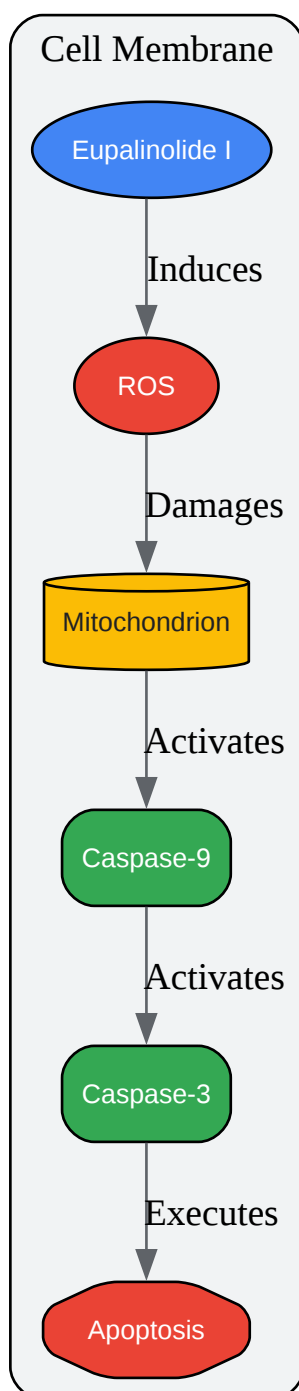 Cell Membrane
Eupalinolide I
Induces
ROS
Damages
Mitochondrion
Activates
Caspase-9
Activates
Caspase-3
Executes
Apoptosis